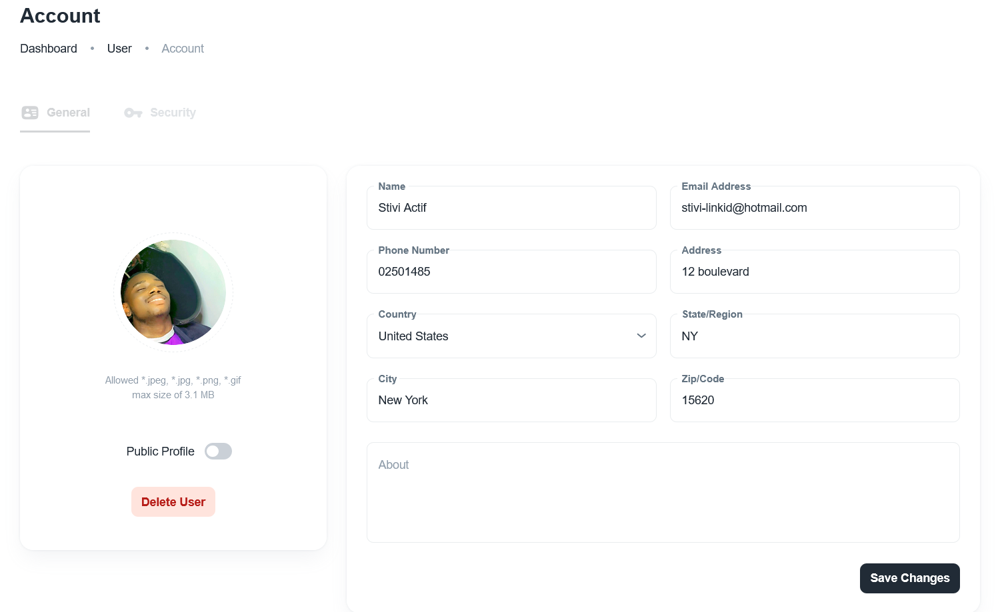 Account
Dashboard • User • Account
General Security
Allowed *.jpeg, *.jpg, *.png, *.gif
max size of 3.1 MB
Public Profile
Delete User
Name
Stivi Actif
Email Address
stivi-linkid@hotmail.com
Phone Number
02501485
Address
12 boulevard
Country
United States
State/Region
NY
City
New York
Zip/Code
15620
About
Save Changes